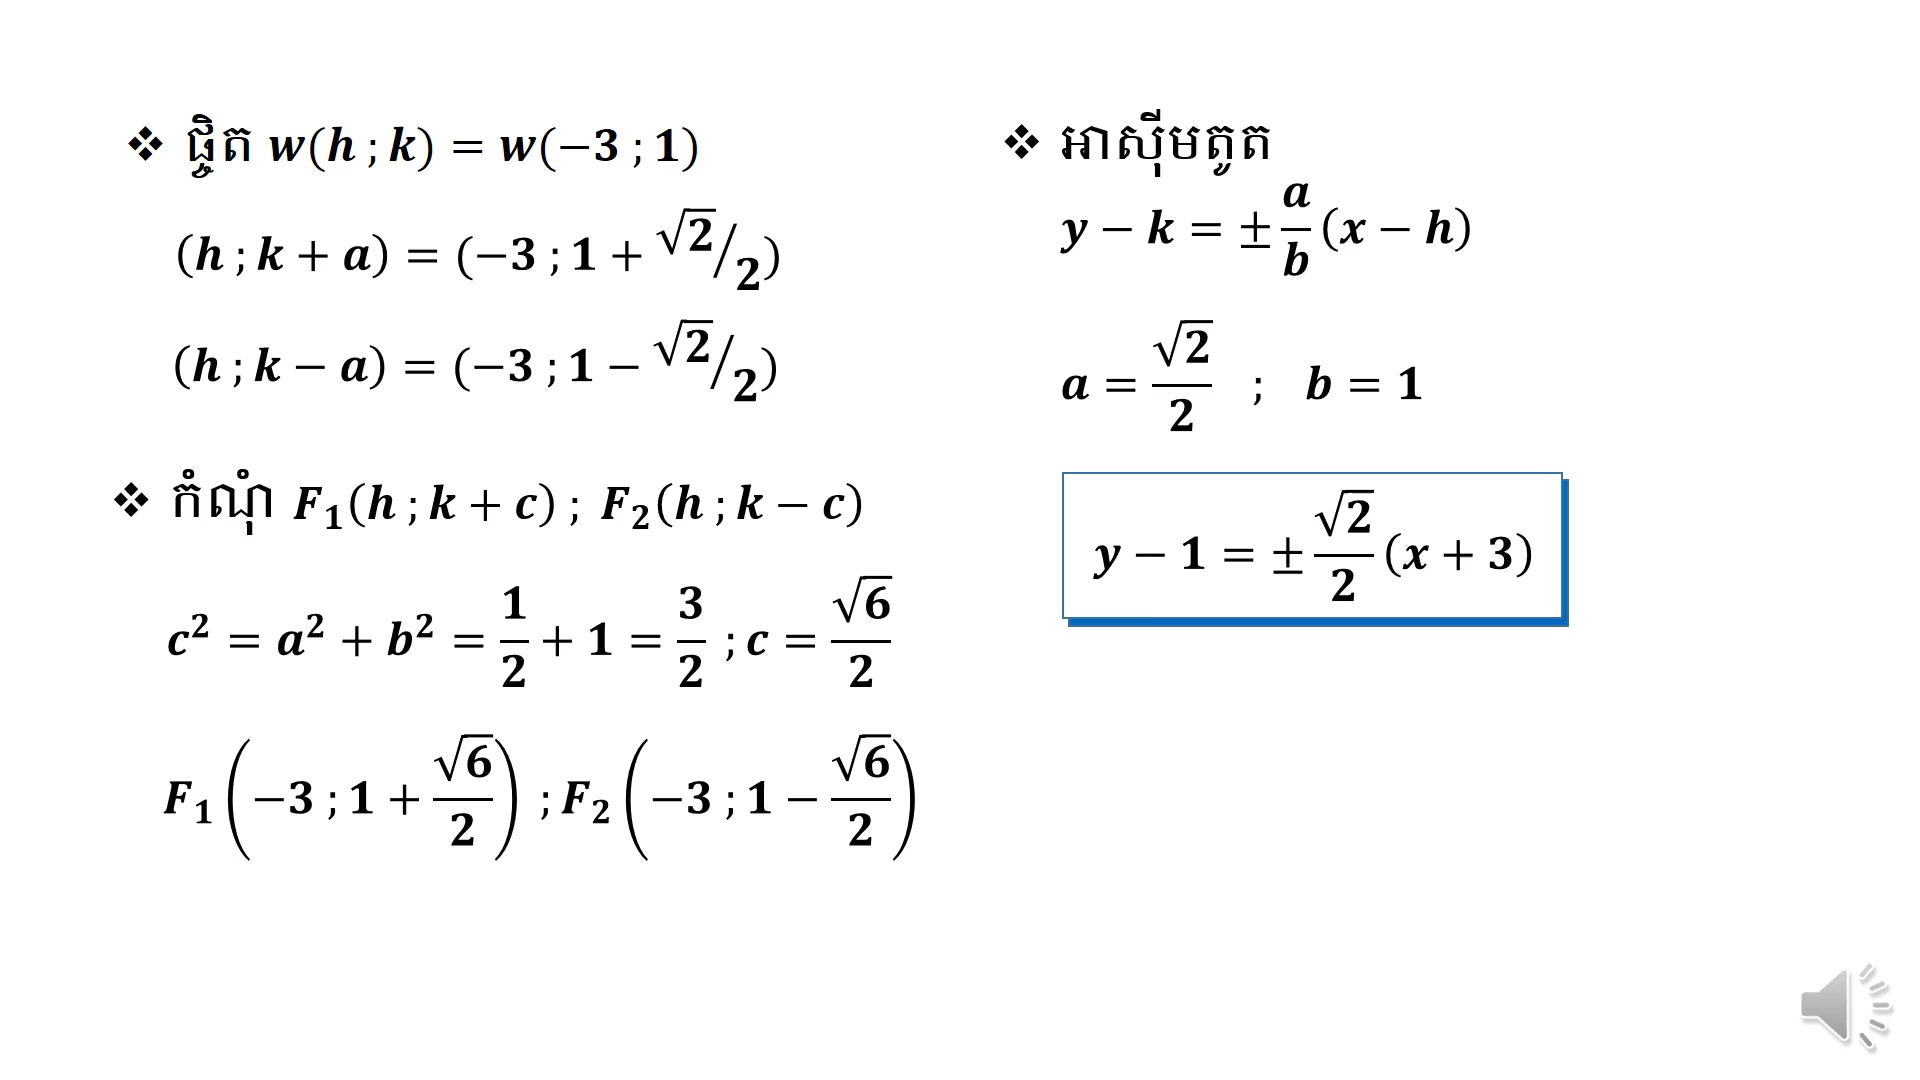 ❖ ផ្ចិត w(h ; k) = w(−3 ; 1)
(h ; k + a) = (−3 ; 1 + √2/2)
(h ; k − a) = (−3 ; 1 − √2/2)
❖ កំណុំ F₁(h ; k + c) ; F₂(h ; k − c)
c² = a² + b² = 1/2 + 1 = 3/2 ; c = √6/2
F₁(−3 ; 1 + √6/2) ; F₂(−3 ; 1 − √6/2)
❖ អាស៊ីមតូត
y − k = ± a/b (x − h)
a = √2/2 ; b = 1
y − 1 = ± √2/2 (x + 3)